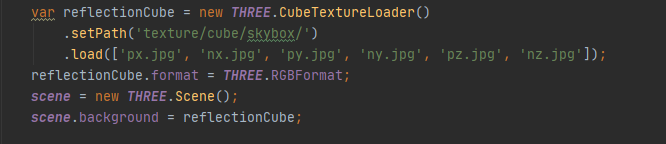 var reflectionCube = new THREE.CubeTextureLoader()
.setPath('texture/cube/skybox/')
.load(['px.jpg', 'nx.jpg', 'py.jpg', 'ny.jpg', 'pz.jpg', 'nz.jpg']);
reflectionCube.format = THREE.RGBFormat;
scene = new THREE.Scene();
scene.background = reflectionCube;